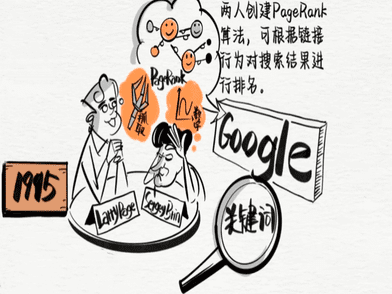 两人创建PageRank
算法，可根据链接
行为对搜索结果进
行排名.
PageRank
Google
1995
Larry Page
Sergey Brin
关键词